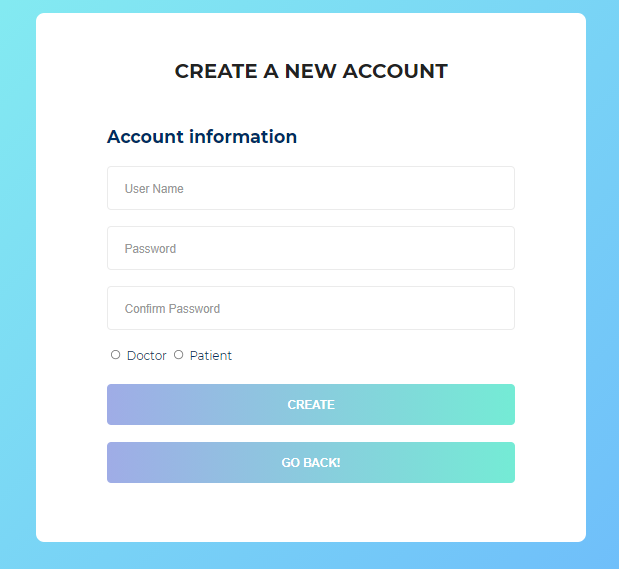 CREATE A NEW ACCOUNT
Account information
User Name
Password
Confirm Password
Doctor Patient
CREATE
GO BACK!